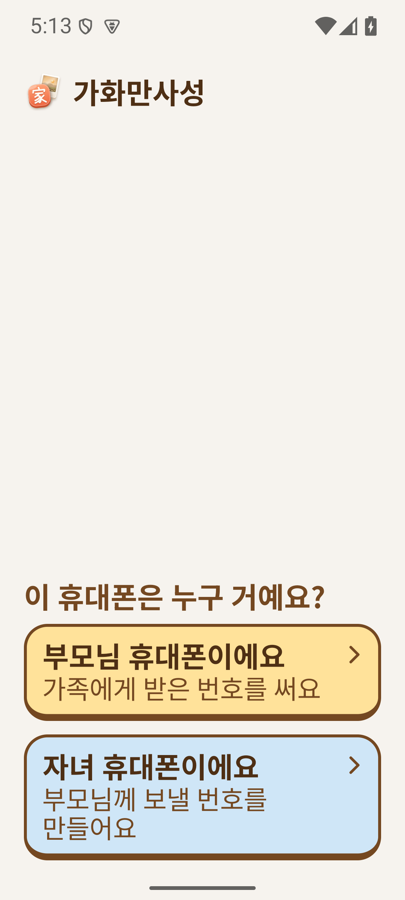 5:13
家 가화만사성
이 휴대폰은 누구 거예요?
부모님 휴대폰이에요
가족에게 받은 번호를 써요
자녀 휴대폰이에요
부모님께 보낼 번호를
만들어요